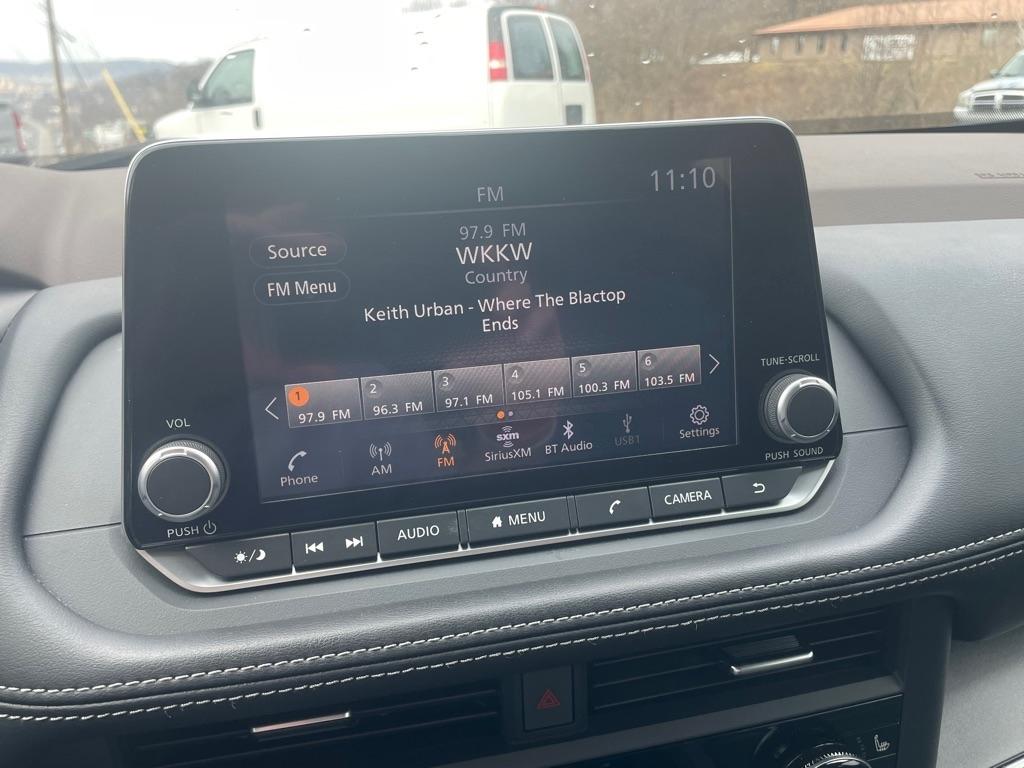 FM
11:10
97.9 FM
Source
WKKW
Country
FM Menu
Keith Urban - Where The Blactop
Ends
1
2
3
4
5
6
97.9 FM
96.3 FM
97.1 FM
105.1 FM
100.3 FM
103.5 FM
Phone
AM
FM
sxm
SiriusXM
BT Audio
USB1
Settings
VOL
PUSH
TUNE·SCROLL
PUSH SOUND
AUDIO
MENU
CAMERA